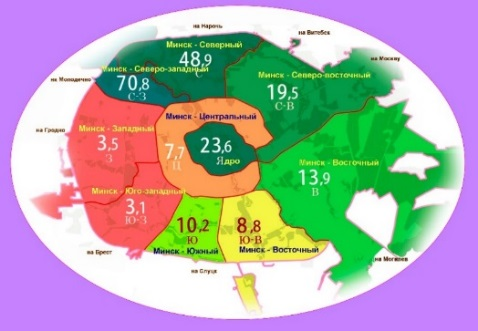 на Нарочь
на Витебск
Минск - Северный
48,9
С
на Москву
Минск - Северо-западный
на Молодечно
70,8
С-З
Минск - Северо-восточный
19,5
С-В
Минск - Центральный
на Гродно
Минск - Западный
3,5
З
7,7
Ц
23,6
Ядро
Минск - Восточный
13,9
В
Минск - Юго-западный
3,1
Ю-З
10,2
Ю
8,8
Ю-В
на Брест
Минск - Южный
Минск - Восточный
на Могилев
на Слуцк